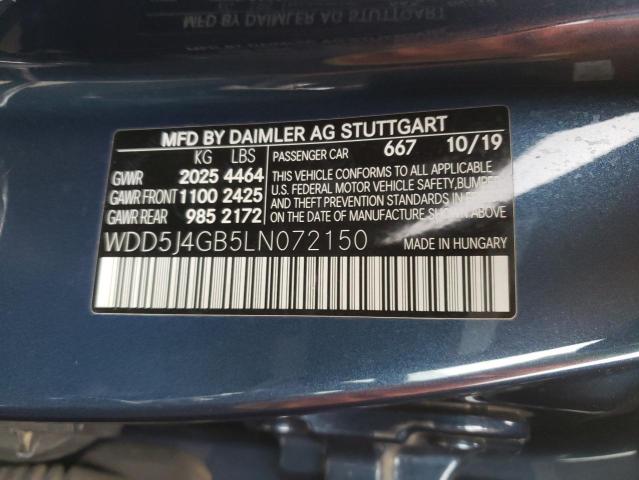 MFD BY DAIMLER AG STUTTGART
KG LBS PASSENGER CAR 667 10/19
GVWR 2025 4464
GAWR FRONT 1100 2425
GAWR REAR 985 2172
THIS VEHICLE CONFORMS TO ALL APPLICABLE
U.S. FEDERAL MOTOR VEHICLE SAFETY, BUMPER
AND THEFT PREVENTION STANDARDS IN
ON THE DATE OF MANUFACTURE SHOWN
WDD5J4GB5LN072150 MADE IN HUNGARY